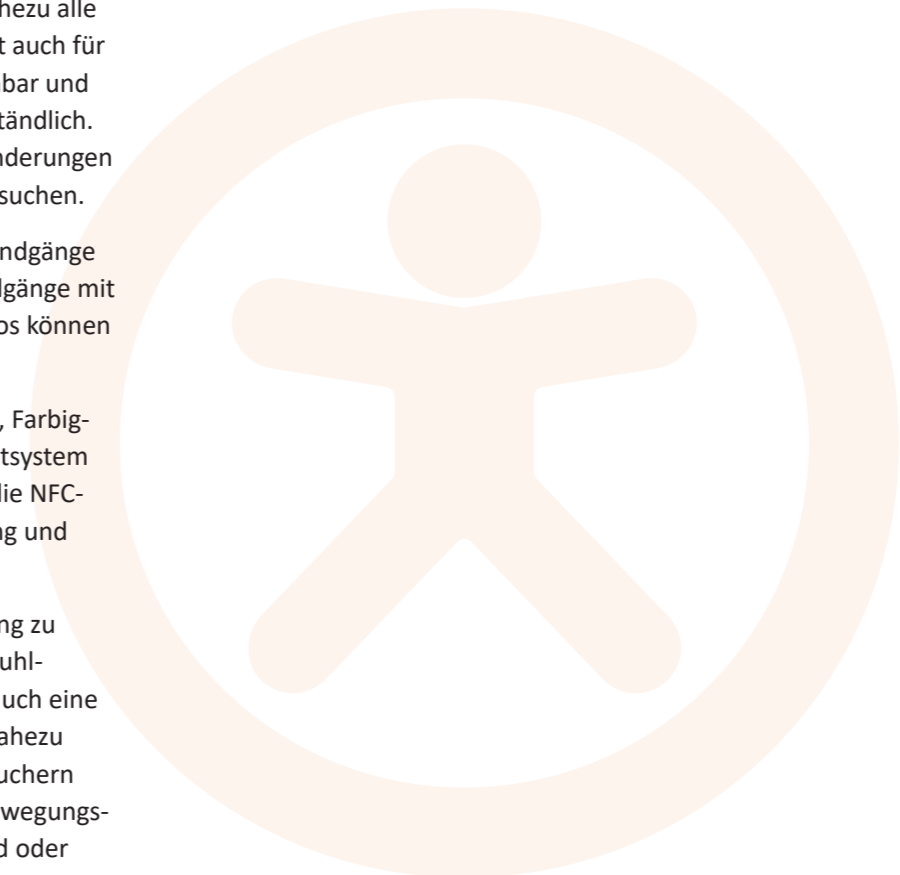 hezu alle
t auch für
bar und
tändlich.
nderungen
suchen.
ndgänge
lgänge mit
os können
, Farbig-
tsystem
lie NFC-
ng und
ng zu
uhl-
uch eine
ahezu
uchern
wegungs-
d oder